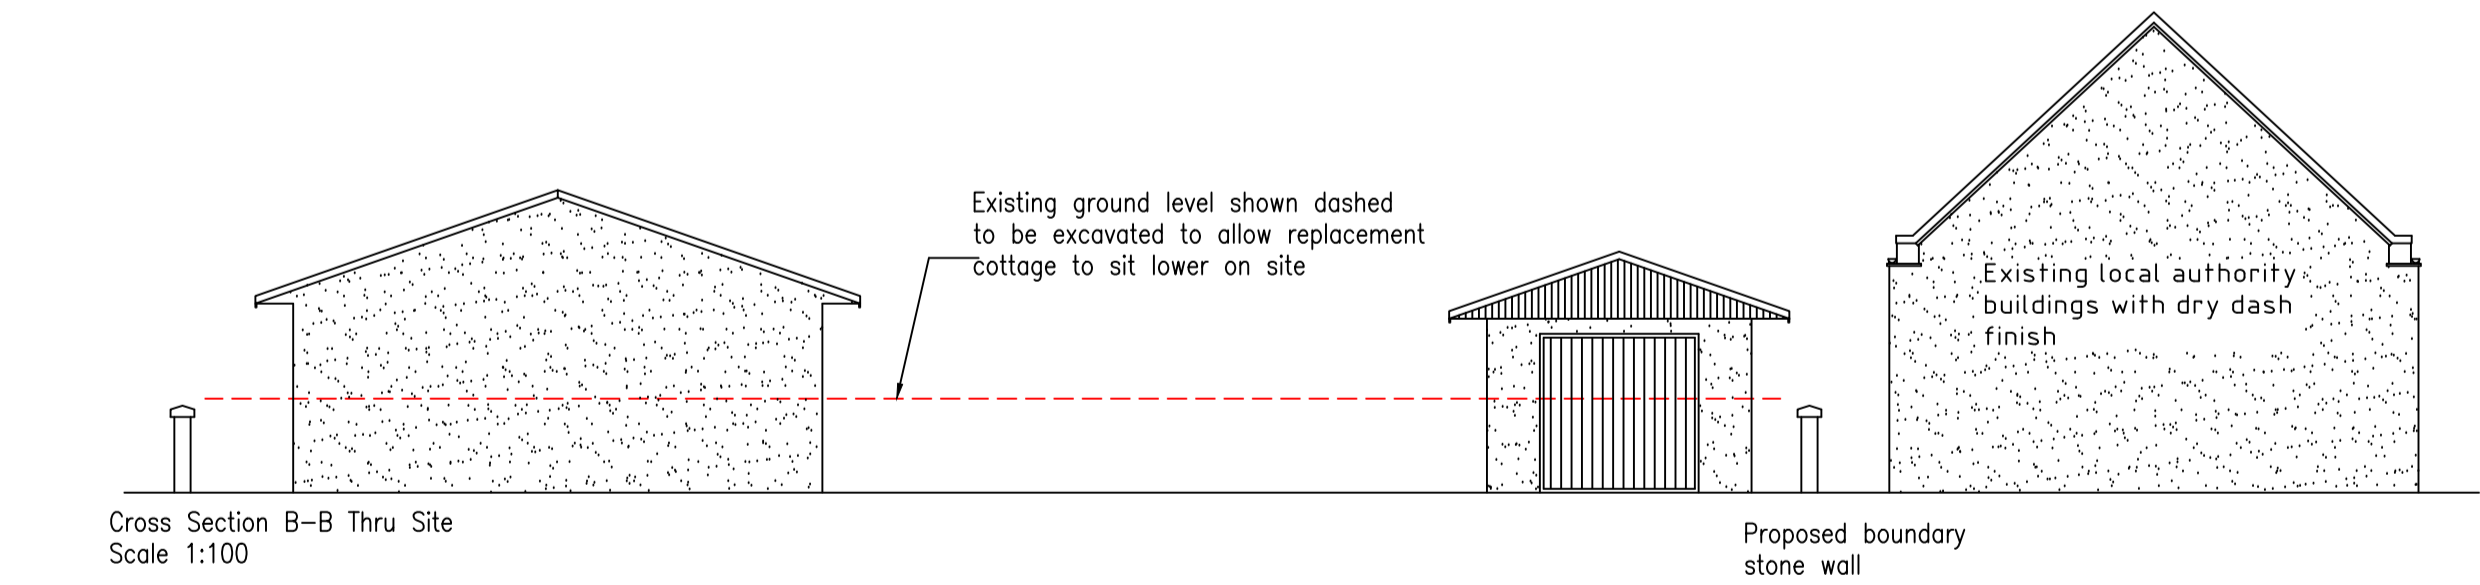 Existing ground level shown dashed
to be excavated to allow replacement
cottage to sit lower on site
Existing local authority
buildings with dry dash
finish
Cross Section B-B Thru Site
Scale 1:100
Proposed boundary
stone wall